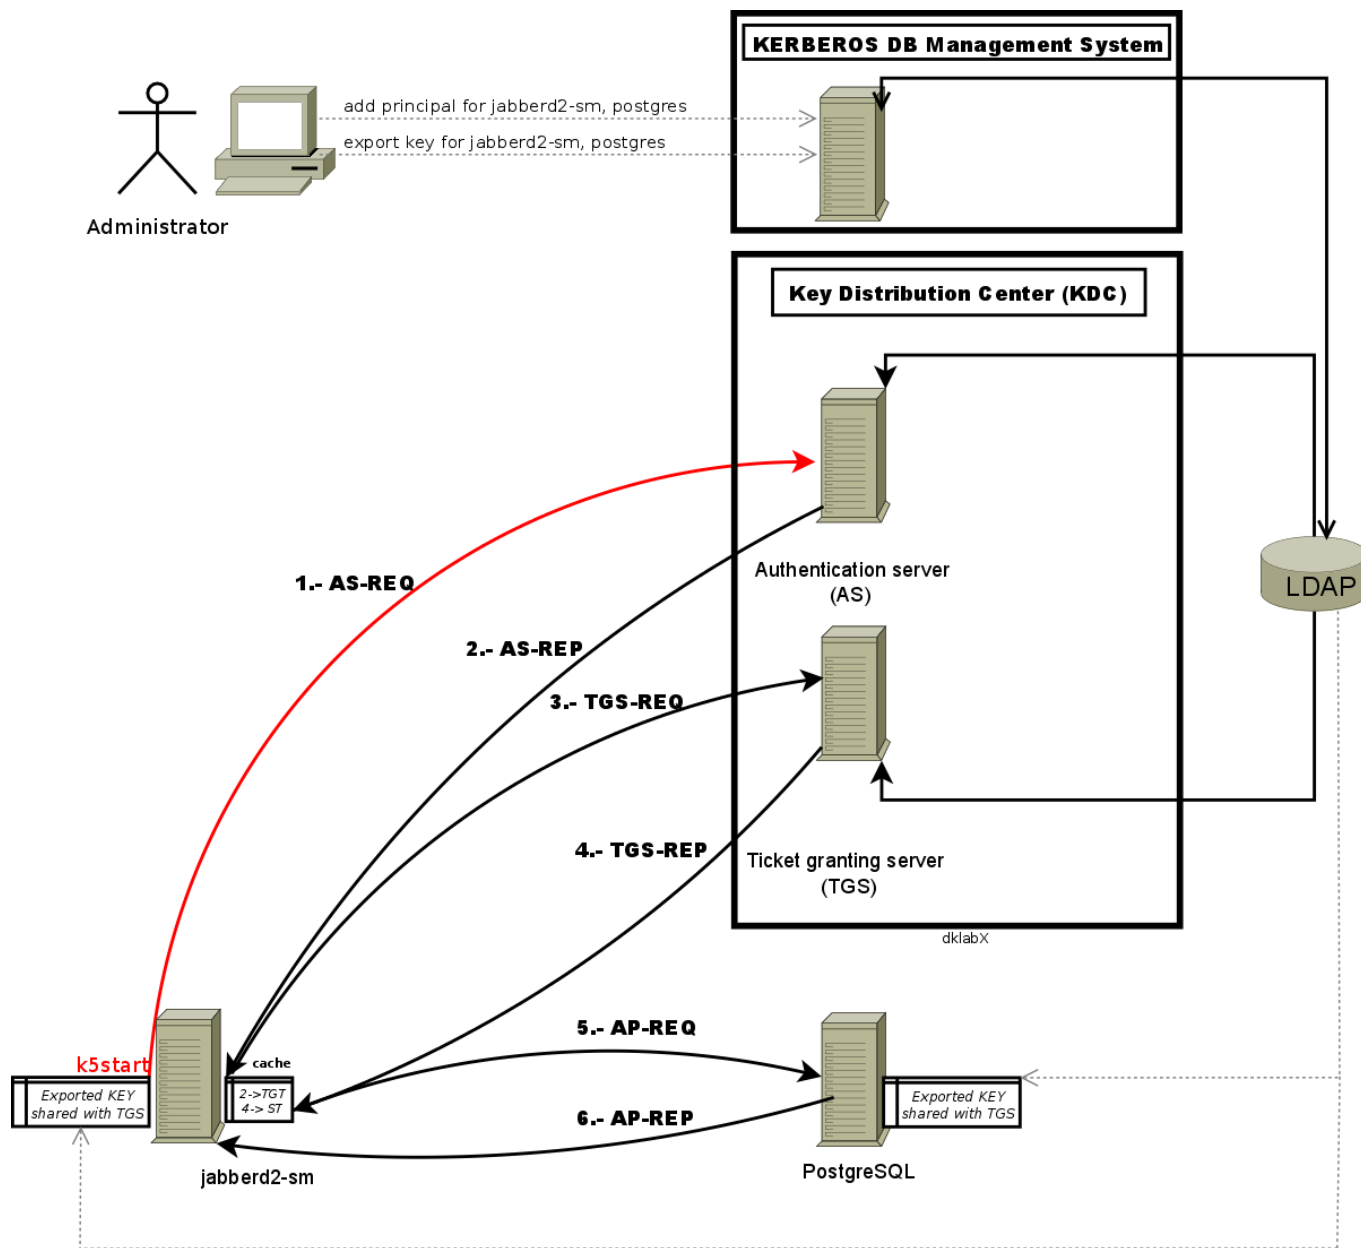 KERBEROS DB Management System
add principal for jabberd2-sm, postgres
export key for jabberd2-sm, postgres
Administrator
Key Distribution Center (KDC)
1.- AS-REQ
Authentication server
(AS)
LDAP
2.- AS-REP
3.- TGS-REQ
4.- TGS-REP
Ticket granting server
(TGS)
dklabX
5.- AP-REQ
k5start
cache
Exported KEY
shared with TGS
2->TGT
4-> ST
Exported KEY
shared with TGS
6.- AP-REP
jabberd2-sm
PostgreSQL